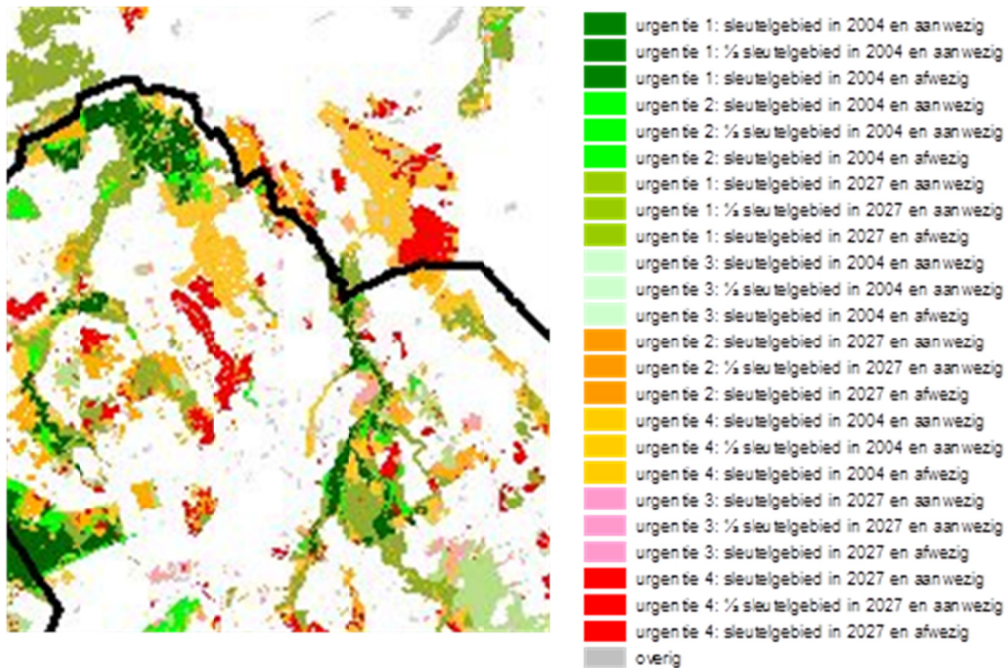 urgentie 1: sleutelgebied in 2004 en aanwezig
urgentie 1: ⅓ sleutelgebied in 2004 en aanwezig
urgentie 1: sleutelgebied in 2004 en afwezig
urgentie 2: sleutelgebied in 2004 en aanwezig
urgentie 2: ⅓ sleutelgebied in 2004 en aanwezig
urgentie 2: sleutelgebied in 2004 en afwezig
urgentie 1: sleutelgebied in 2027 en aanwezig
urgentie 1: ⅓ sleutelgebied in 2027 en aanwezig
urgentie 1: sleutelgebied in 2027 en afwezig
urgentie 3: sleutelgebied in 2004 en aanwezig
urgentie 3: ⅓ sleutelgebied in 2004 en aanwezig
urgentie 3: sleutelgebied in 2004 en afwezig
urgentie 2: sleutelgebied in 2027 en aanwezig
urgentie 2: ⅓ sleutelgebied in 2027 en aanwezig
urgentie 2: sleutelgebied in 2027 en afwezig
urgentie 4: sleutelgebied in 2004 en aanwezig
urgentie 4: ⅓ sleutelgebied in 2004 en aanwezig
urgentie 4: sleutelgebied in 2004 en afwezig
urgentie 3: sleutelgebied in 2027 en aanwezig
urgentie 3: ⅓ sleutelgebied in 2027 en aanwezig
urgentie 3: sleutelgebied in 2027 en afwezig
urgentie 4: sleutelgebied in 2027 en aanwezig
urgentie 4: ⅓ sleutelgebied in 2027 en aanwezig
urgentie 4: sleutelgebied in 2027 en afwezig
overig